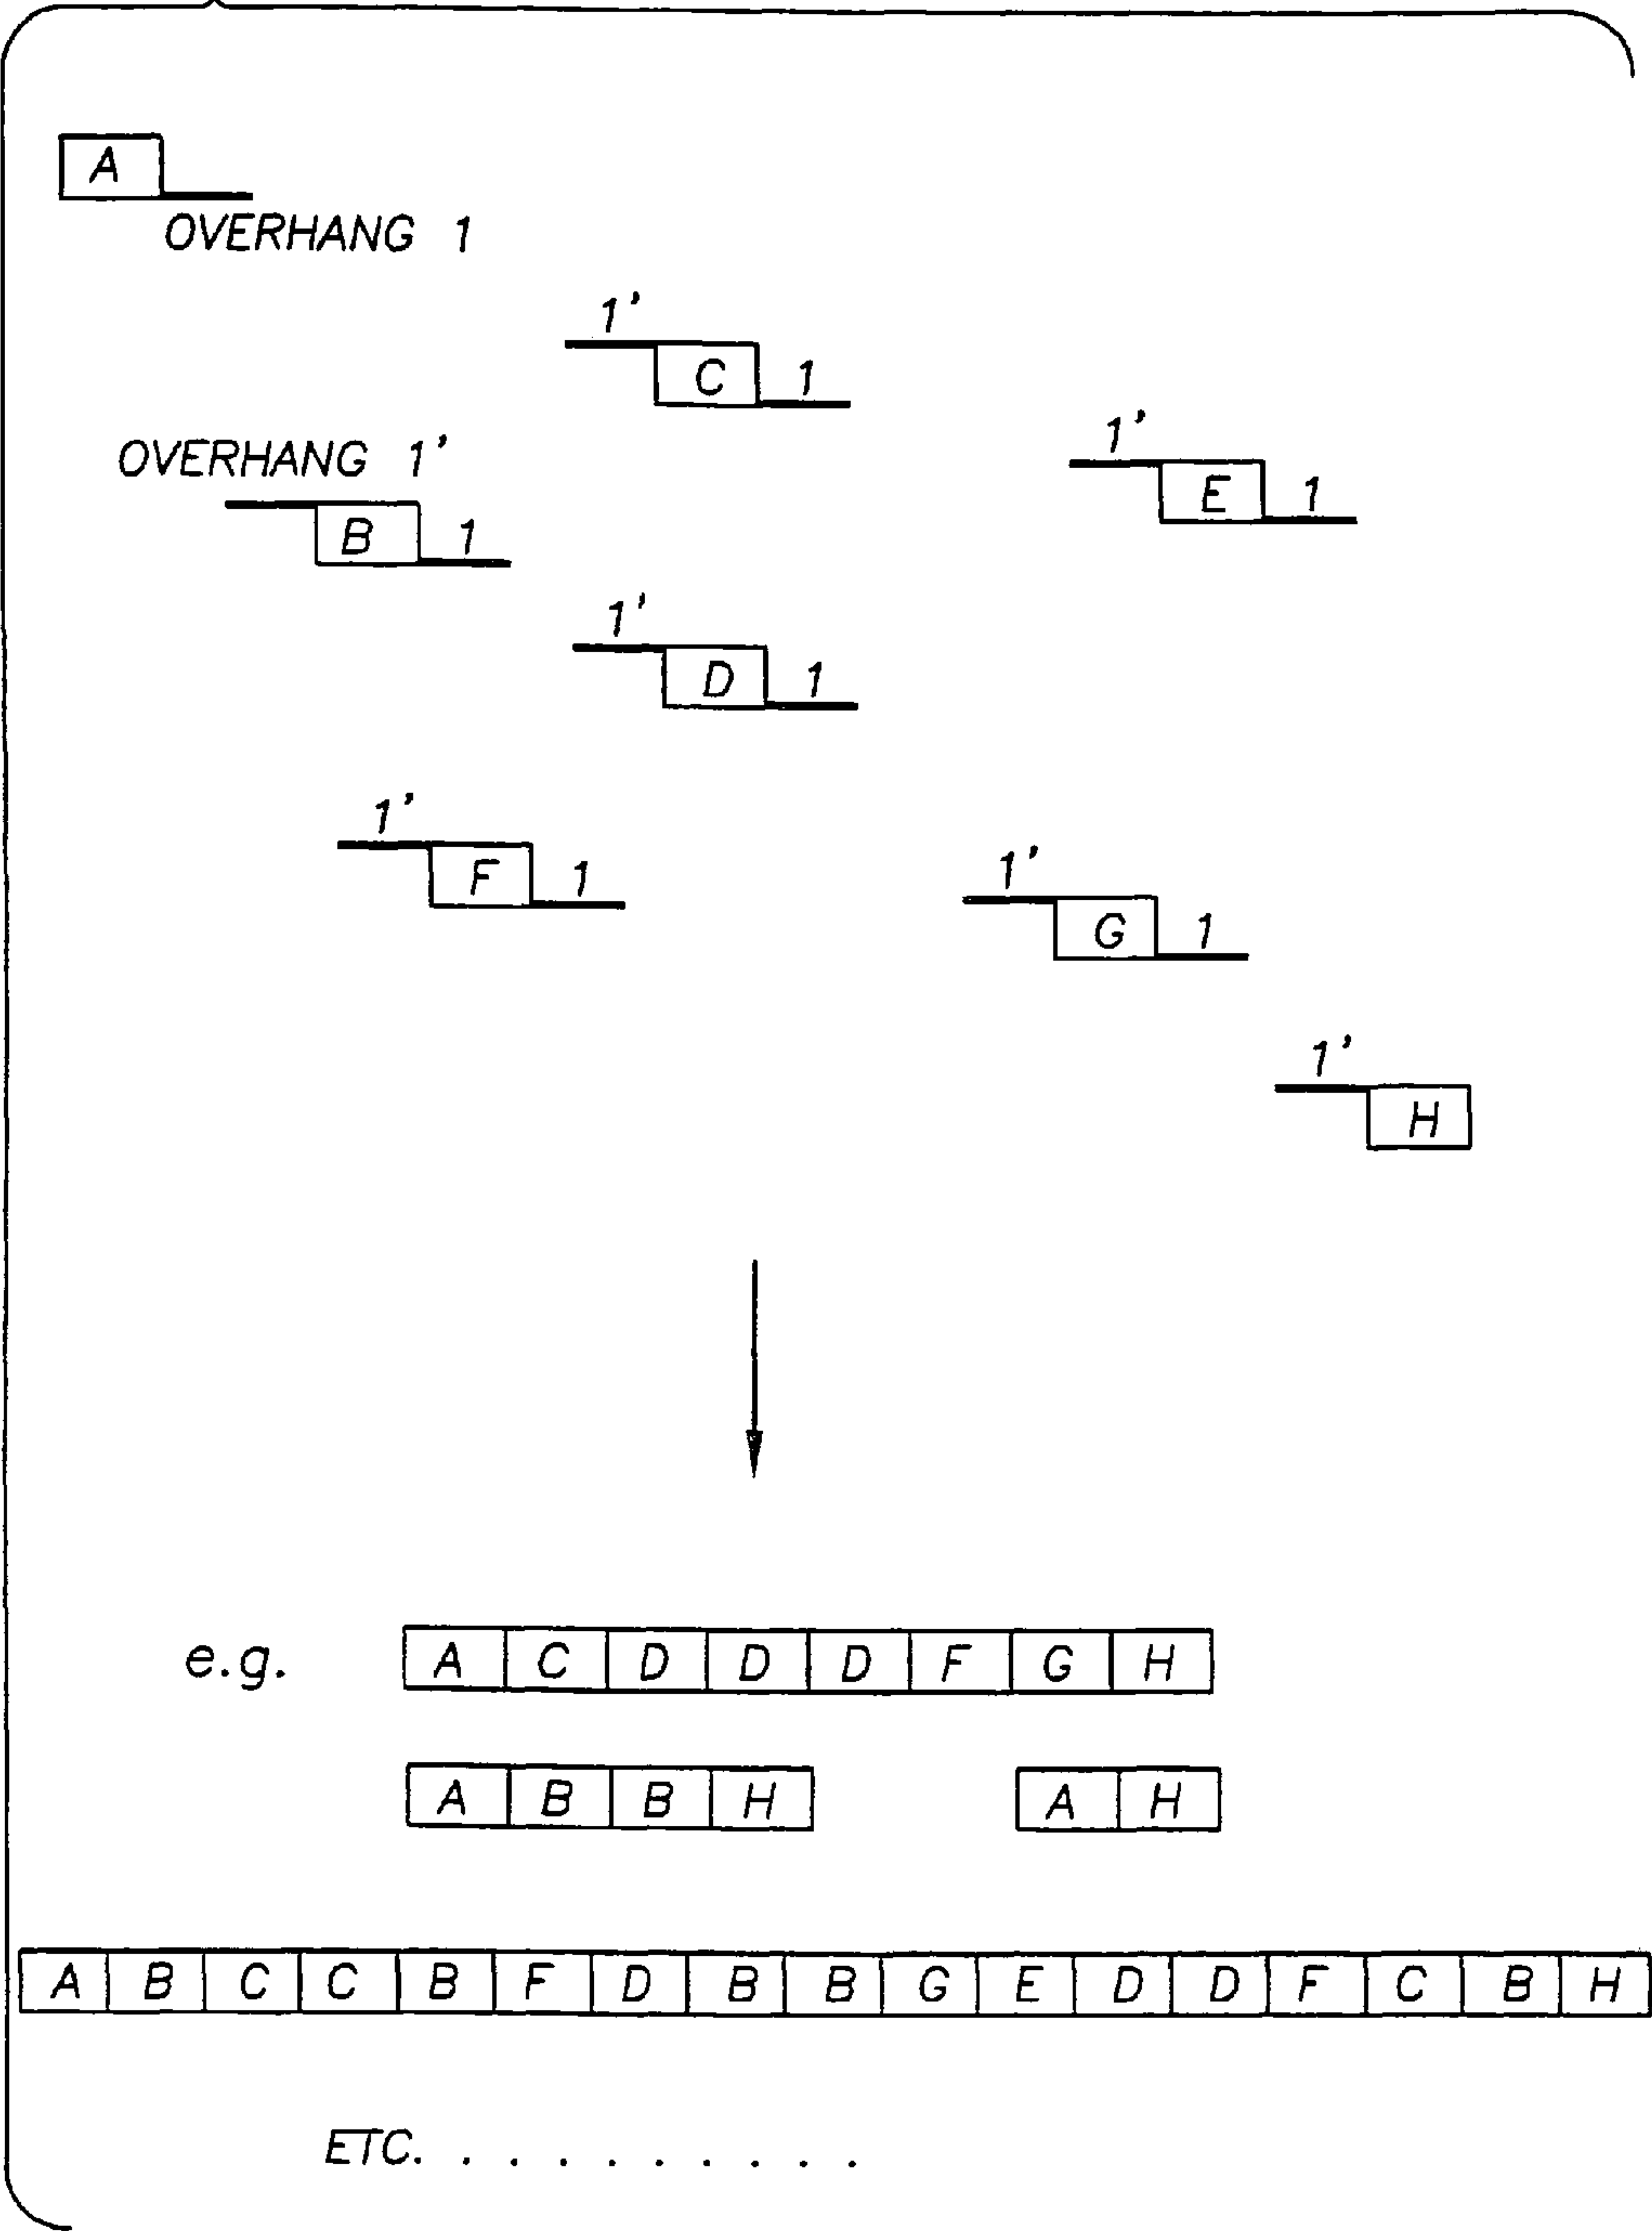 A
OVERHANG 1
1'
C 1
1'
E 1
OVERHANG 1'
B 1
1'
D 1
1'
F 1
1'
G 1
1'
H
e.g. A C D D D F G H
A B B H A H
A B C C B F D B B G E D D F C B H
ETC. . . . . . . . . .